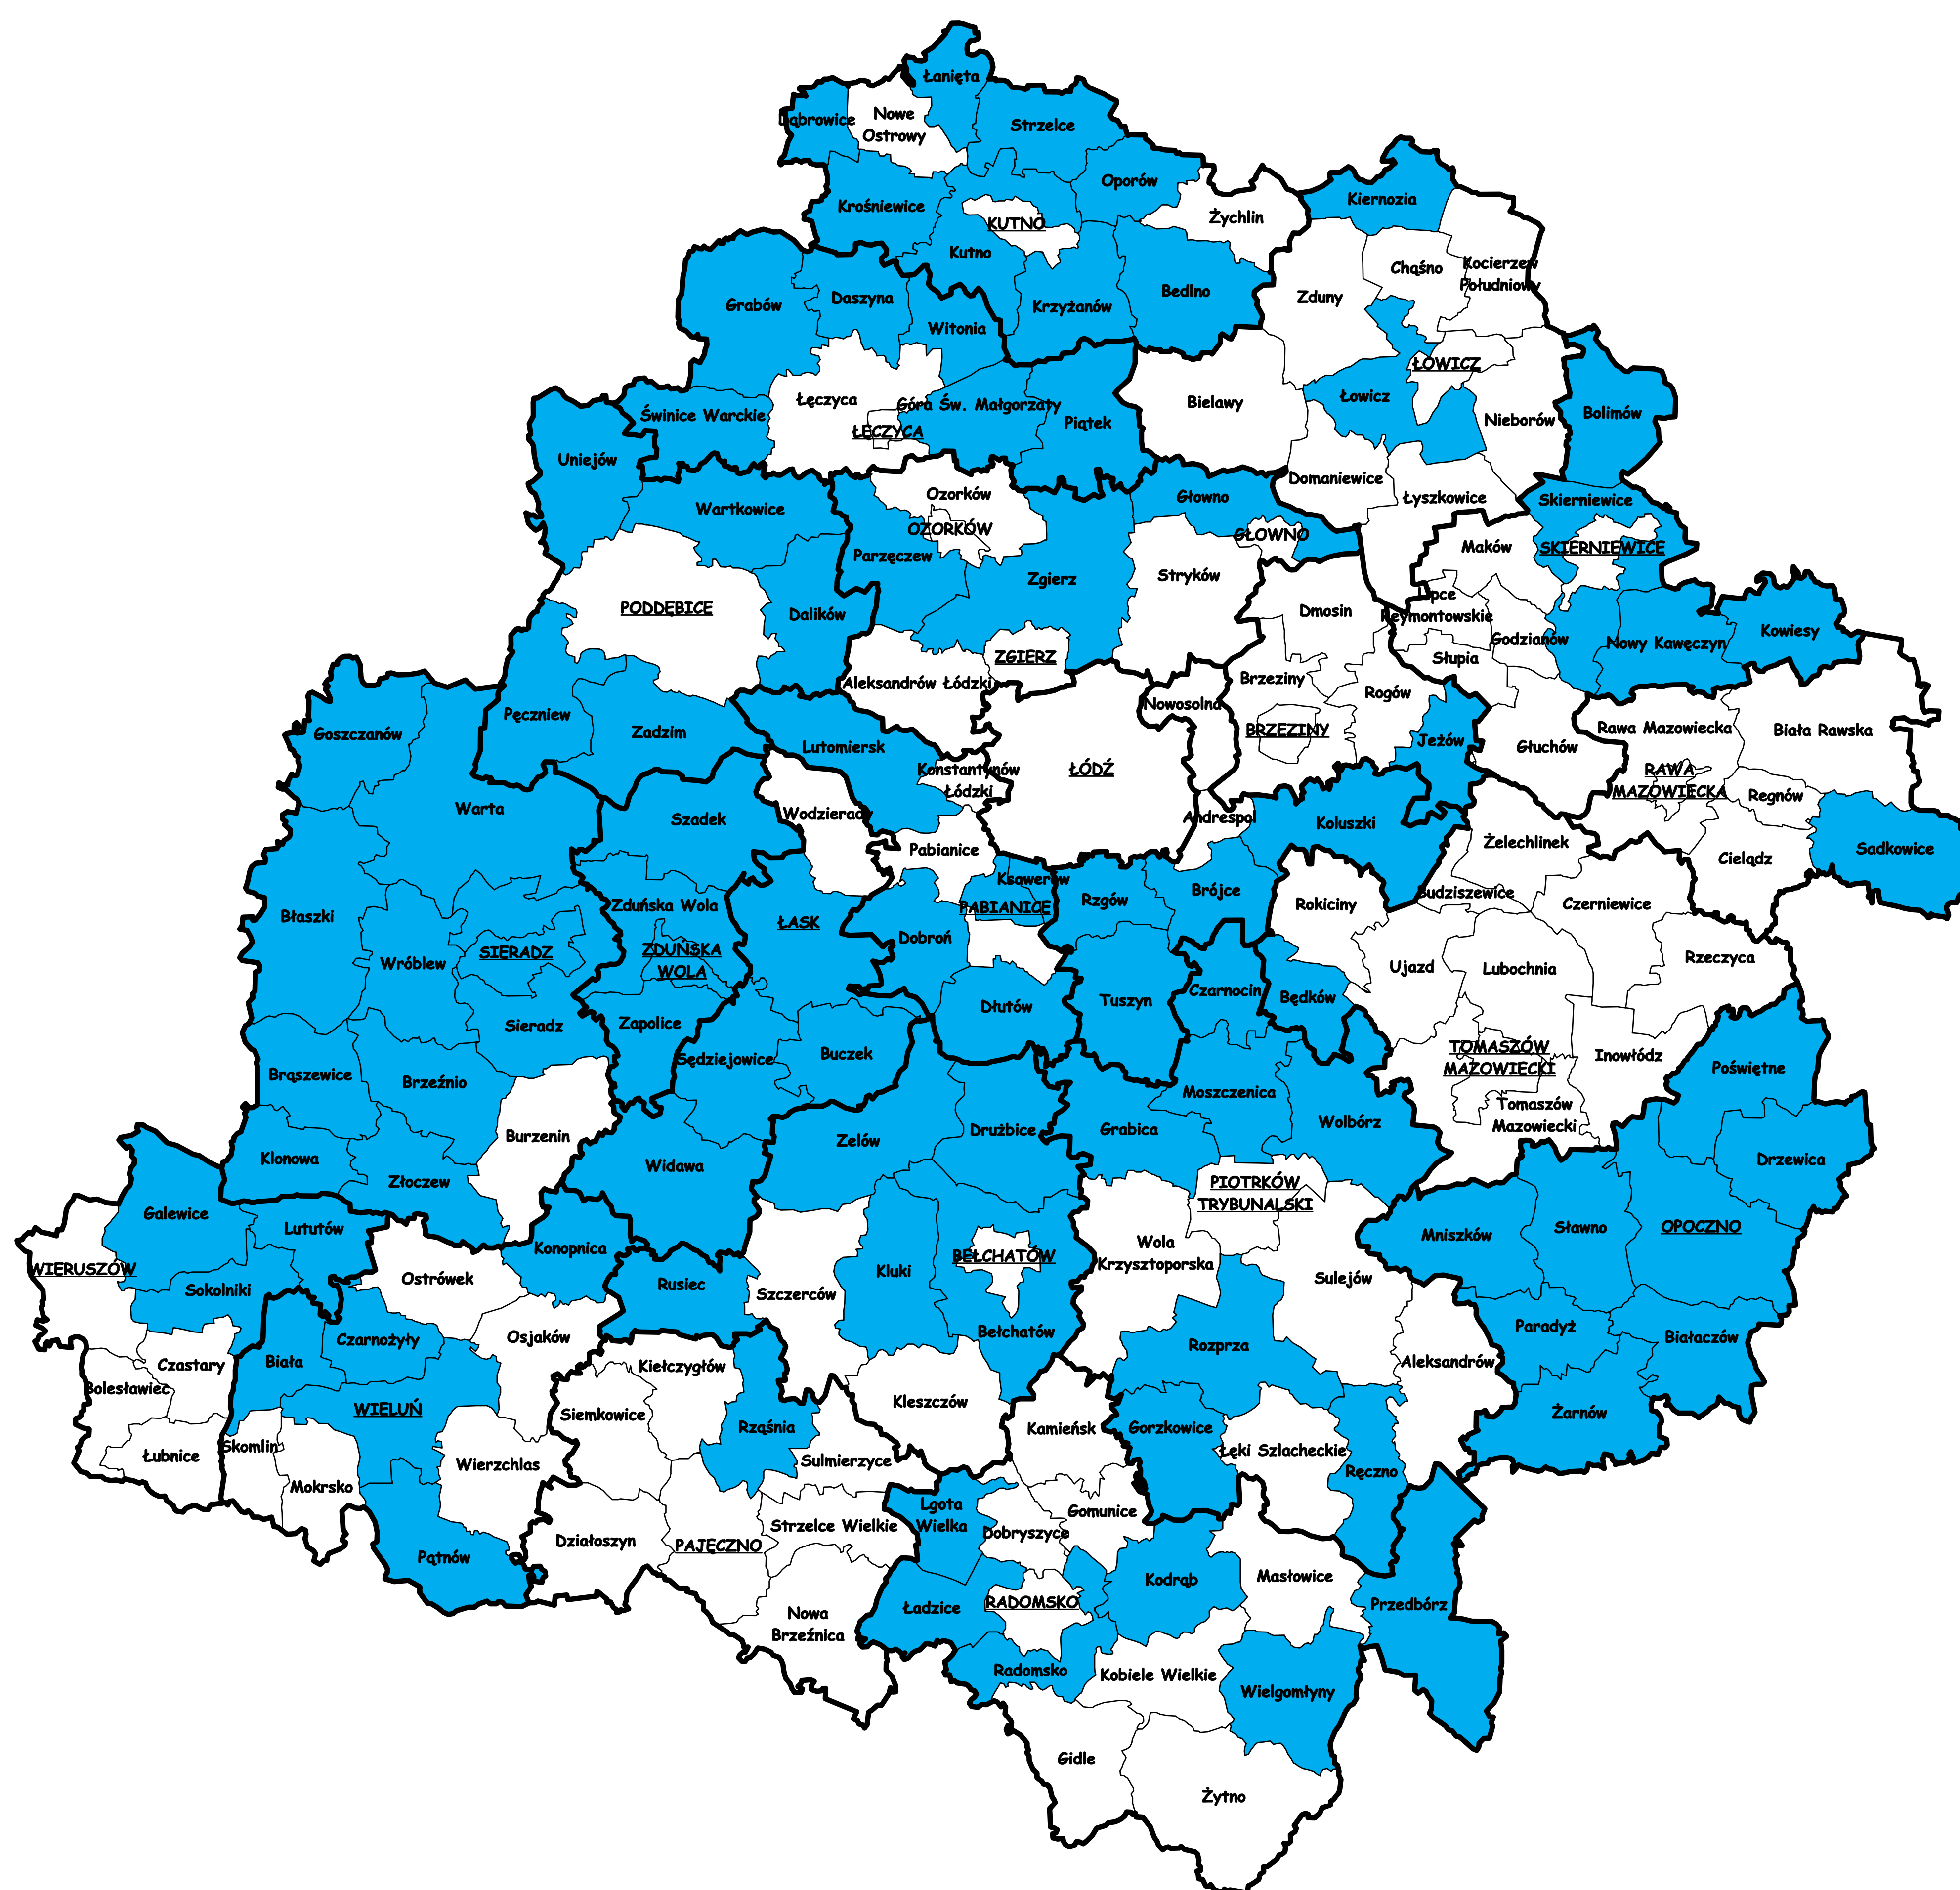 Łanięta
Dąbrowice
Nowe
Ostrowy
Strzelce
Oporów
Krośniewice
KUTNO
Żychlin
Kiernozia
Kutno
Chąśno
Kocierzew
Południowy
Grabów
Daszyna
Witonia
Krzyżanów
Bedlno
Zduny
ŁOWICZ
Świnice Warckie
Łęczyca
Góra Św. Małgorzaty
ŁĘCZYCA
Piątek
Bielawy
Łowicz
Nieborów
Bolimów
Uniejów
Wartkowice
Ozorków
OZORKÓW
Parzęczew
Głowno
GŁOWNO
Domaniewice
Łyszkowice
Skierniewice
SKIERNIEWICE
Maków
Zgierz
Stryków
PODDĘBICE
Dalików
Dmosin
Lipce
Reymontowskie
Godzianów
Nowy Kawęczyn
Kowiesy
Słupia
ZGIERZ
Aleksandrów Łódzki
Brzeziny
Rogów
Nowosolna
BRZEZINY
Jeżów
Głuchów
Rawa Mazowiecka
Biała Rawska
Goszczanów
Pęczniew
Zadzim
Lutomiersk
Konstantynów
Łódzki
ŁÓDŹ
RAWA
MAZOWIECKA
Regnów
Warta
Szadek
Wodzierady
Andrespol
Koluszki
Żelechlinek
Cielądz
Sadkowice
Pabianice
Ksawerów
PABIANICE
Rzgów
Brójce
Rokiciny
Budziszewice
Czerniewice
Błaszki
Zduńska Wola
ŁASK
Dobroń
Wróblew
SIERADZ
ZDUŃSKA
WOLA
Ujazd
Lubochnia
Rzeczyca
Dłutów
Tuszyn
Czarnocin
Będków
Sieradz
Zapolice
Sędziejowice
Buczek
TOMASZÓW
MAZOWIECKI
Inowłódz
Poświętne
Brąszewice
Brzeźnio
Moszczenica
Tomaszów
Mazowiecki
Burzenin
Zelów
Drużbice
Grabica
Wolbórz
Klonowa
Złoczew
Widawa
Drzewica
PIOTRKÓW
TRYBUNALSKI
Galewice
Lututów
Konopnica
Wola
Krzysztoporska
Mniszków
Sławno
OPOCZNO
WIERUSZÓW
Sokolniki
Ostrówek
Rusiec
Szczerców
Kluki
BEŁCHATÓW
Sulejów
Czarnożyły
Osjaków
Bełchatów
Rozprza
Paradyż
Białaczów
Czastary
Biała
Kiełczygłów
Aleksandrów
Bolesławiec
WIELUŃ
Siemkowice
Rząśnia
Kleszczów
Kamieńsk
Gorzkowice
Łęki Szlacheckie
Żarnów
Łubnice
Skomlin
Mokrsko
Wierzchlas
Sulmierzyce
Ręczno
Lgota
Wielka
Dobryszyce
Gomunice
Działoszyn
PAJĘCZNO
Strzelce Wielkie
Pątnów
Kodrąb
Masłowice
Przedbórz
Ładzice
RADOMSKO
Nowa
Brzeźnica
Radomsko
Kobiele Wielkie
Wielgomłyny
Gidle
Żytno